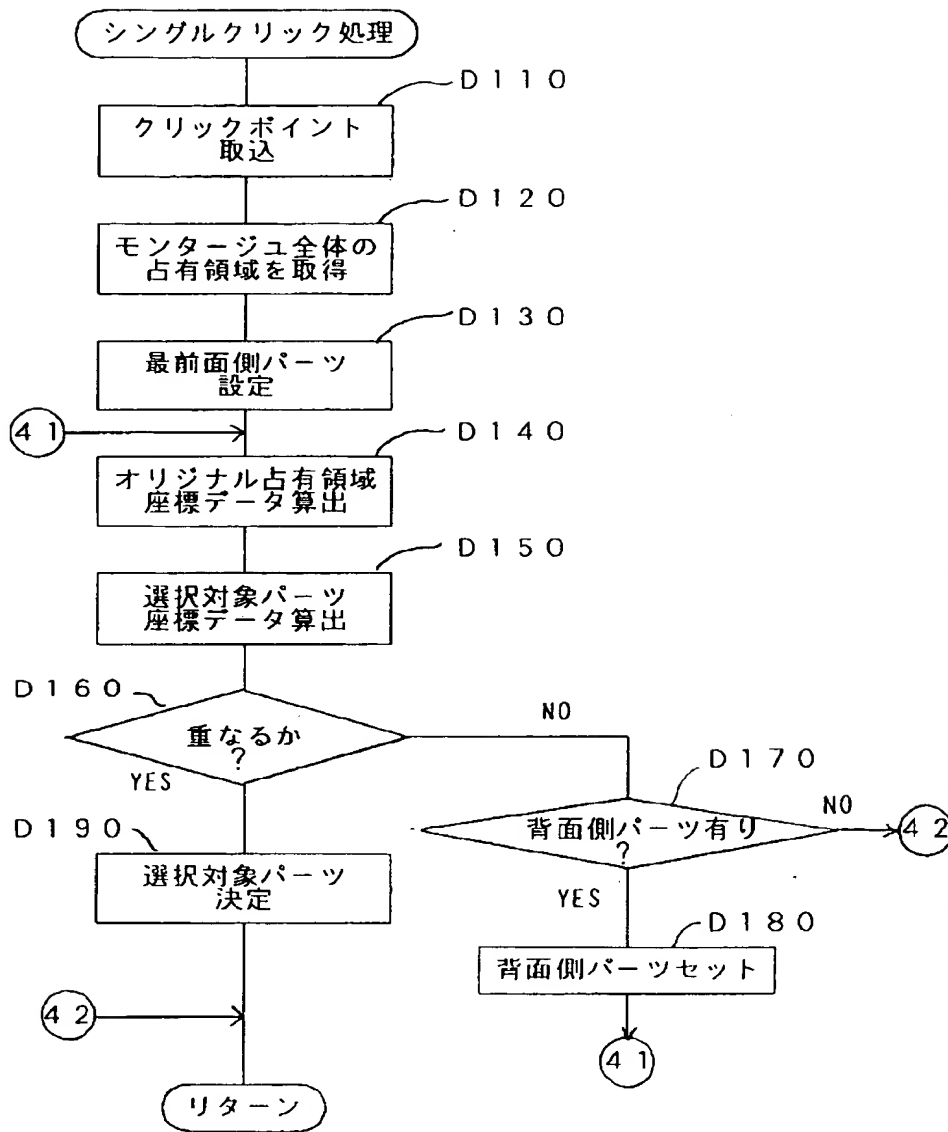 シングルクリック処理
D110
クリックポイント
取込
D120
モンタージュ全体の
占有領域を取得
D130
最前面側パーツ
設定
41
D140
オリジナル占有領域
座標データ算出
D150
選択対象パーツ
座標データ算出
D160
重なるか
?
NO
YES
D170
背面側パーツ有り
?
NO
42
YES
D180
背面側パーツセット
41
D190
選択対象パーツ
決定
42
リターン